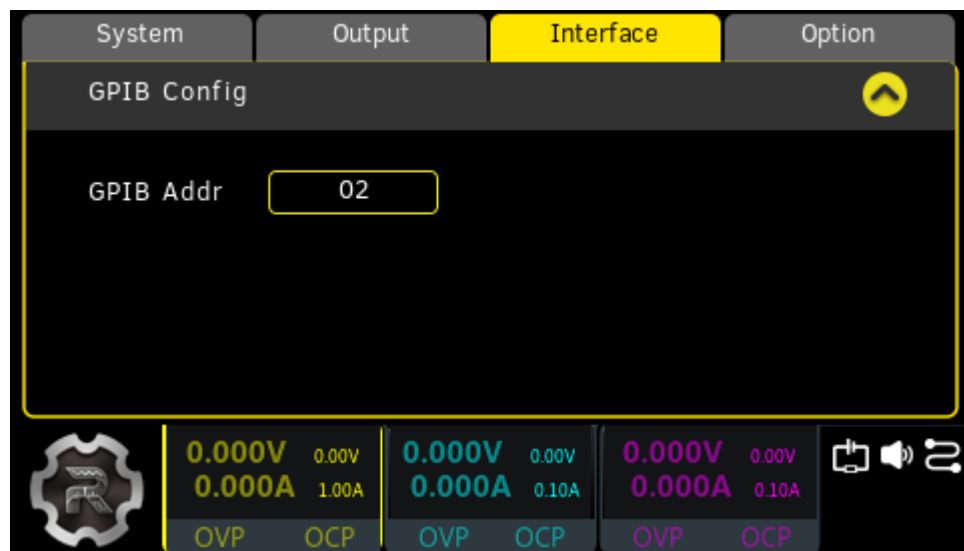 System Output Interface Option
GPIB Config
GPIB Addr 02
0.000V 0.00V 0.000V 0.00V 0.000V 0.00V
0.000A 1.00A 0.000A 0.10A 0.000A 0.10A
OVP OCP OVP OCP OVP OCP